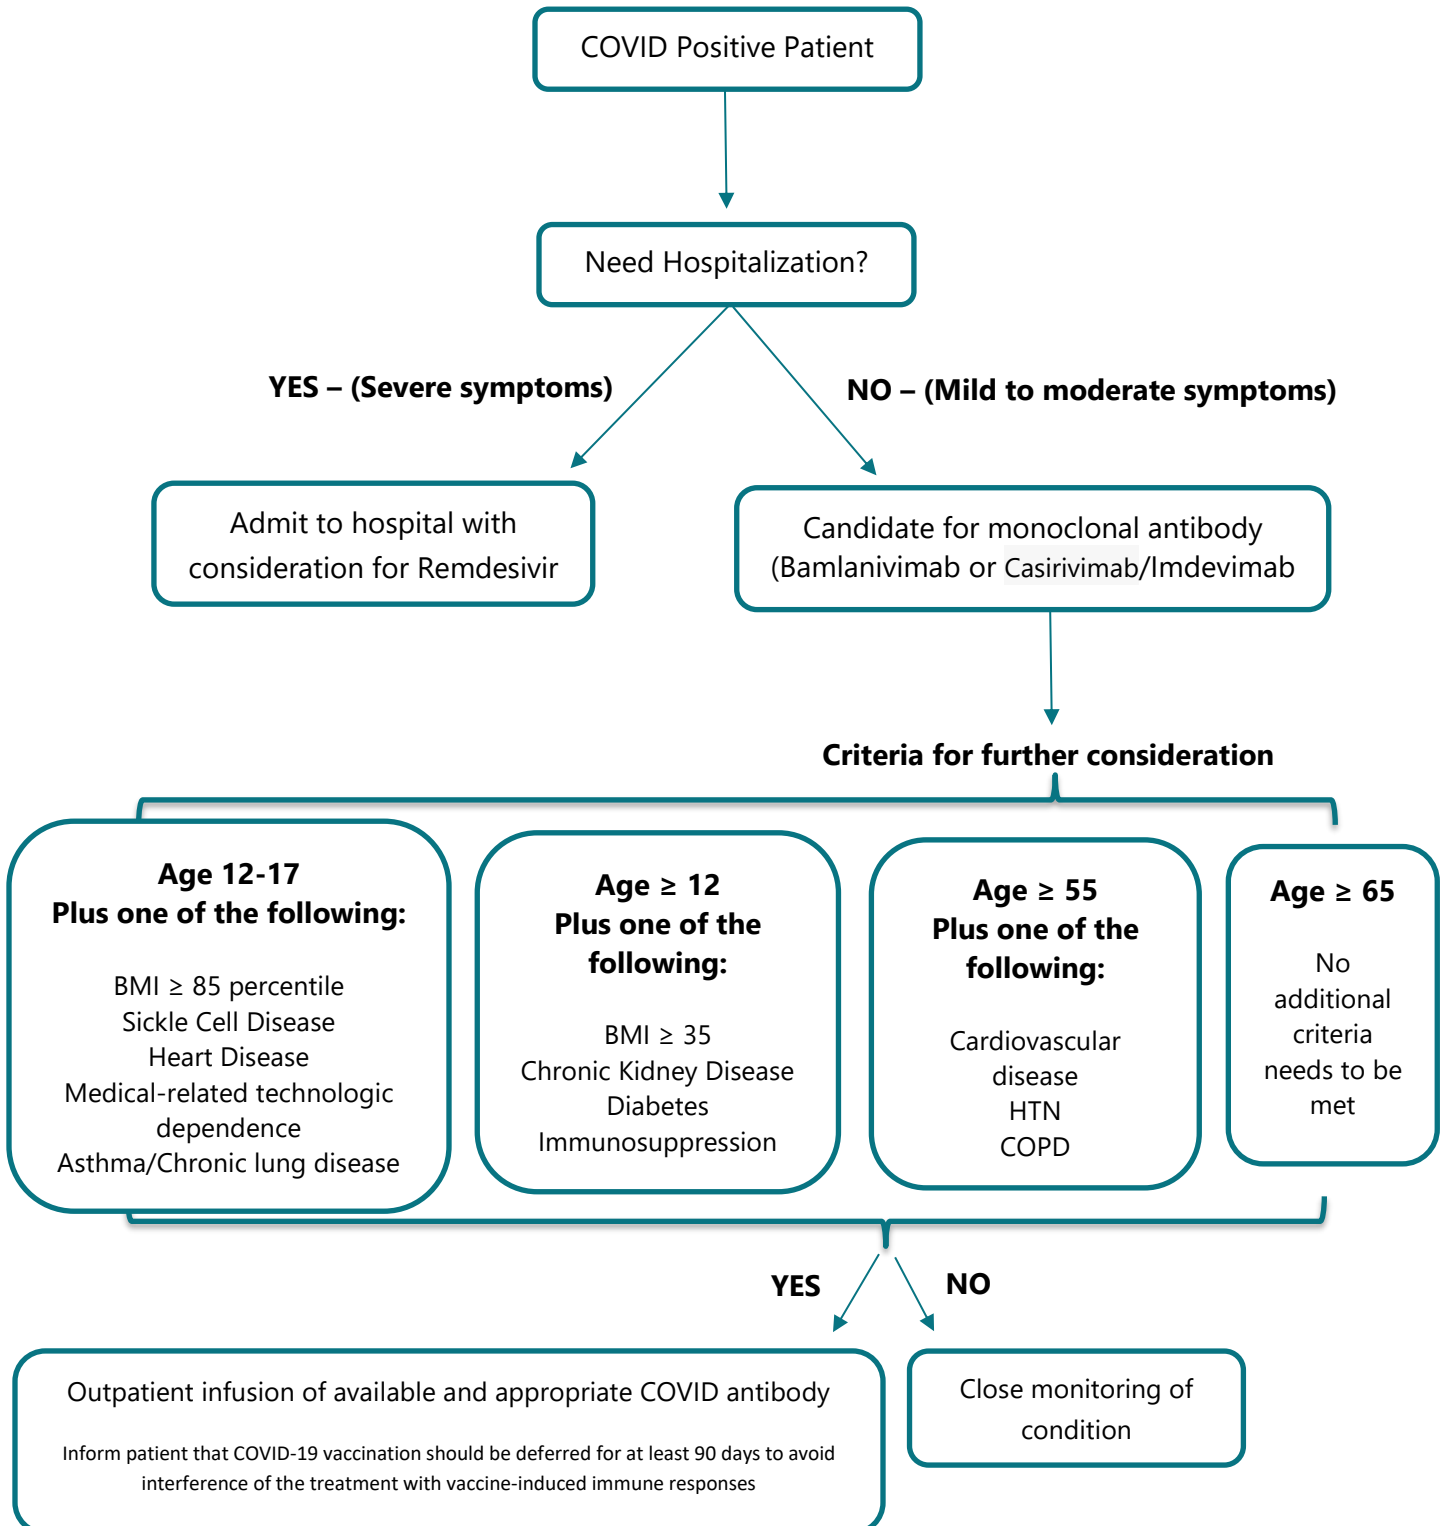 COVID Positive Patient
Need Hospitalization?
YES – (Severe symptoms)
NO – (Mild to moderate symptoms)
Admit to hospital with
consideration for Remdesivir
Candidate for monoclonal antibody
(Bamlanivimab or Casirivimab/Imdevimab
Criteria for further consideration
Age 12-17
Plus one of the following:
BMI ≥ 85 percentile
Sickle Cell Disease
Heart Disease
Medical-related technologic
dependence
Asthma/Chronic lung disease
Age ≥ 12
Plus one of the
following:
BMI ≥ 35
Chronic Kidney Disease
Diabetes
Immunosuppression
Age ≥ 55
Plus one of the
following:
Cardiovascular
disease
HTN
COPD
Age ≥ 65
No
additional
criteria
needs to be
met
YES
NO
Outpatient infusion of available and appropriate COVID antibody
Inform patient that COVID-19 vaccination should be deferred for at least 90 days to avoid
interference of the treatment with vaccine-induced immune responses
Close monitoring of
condition